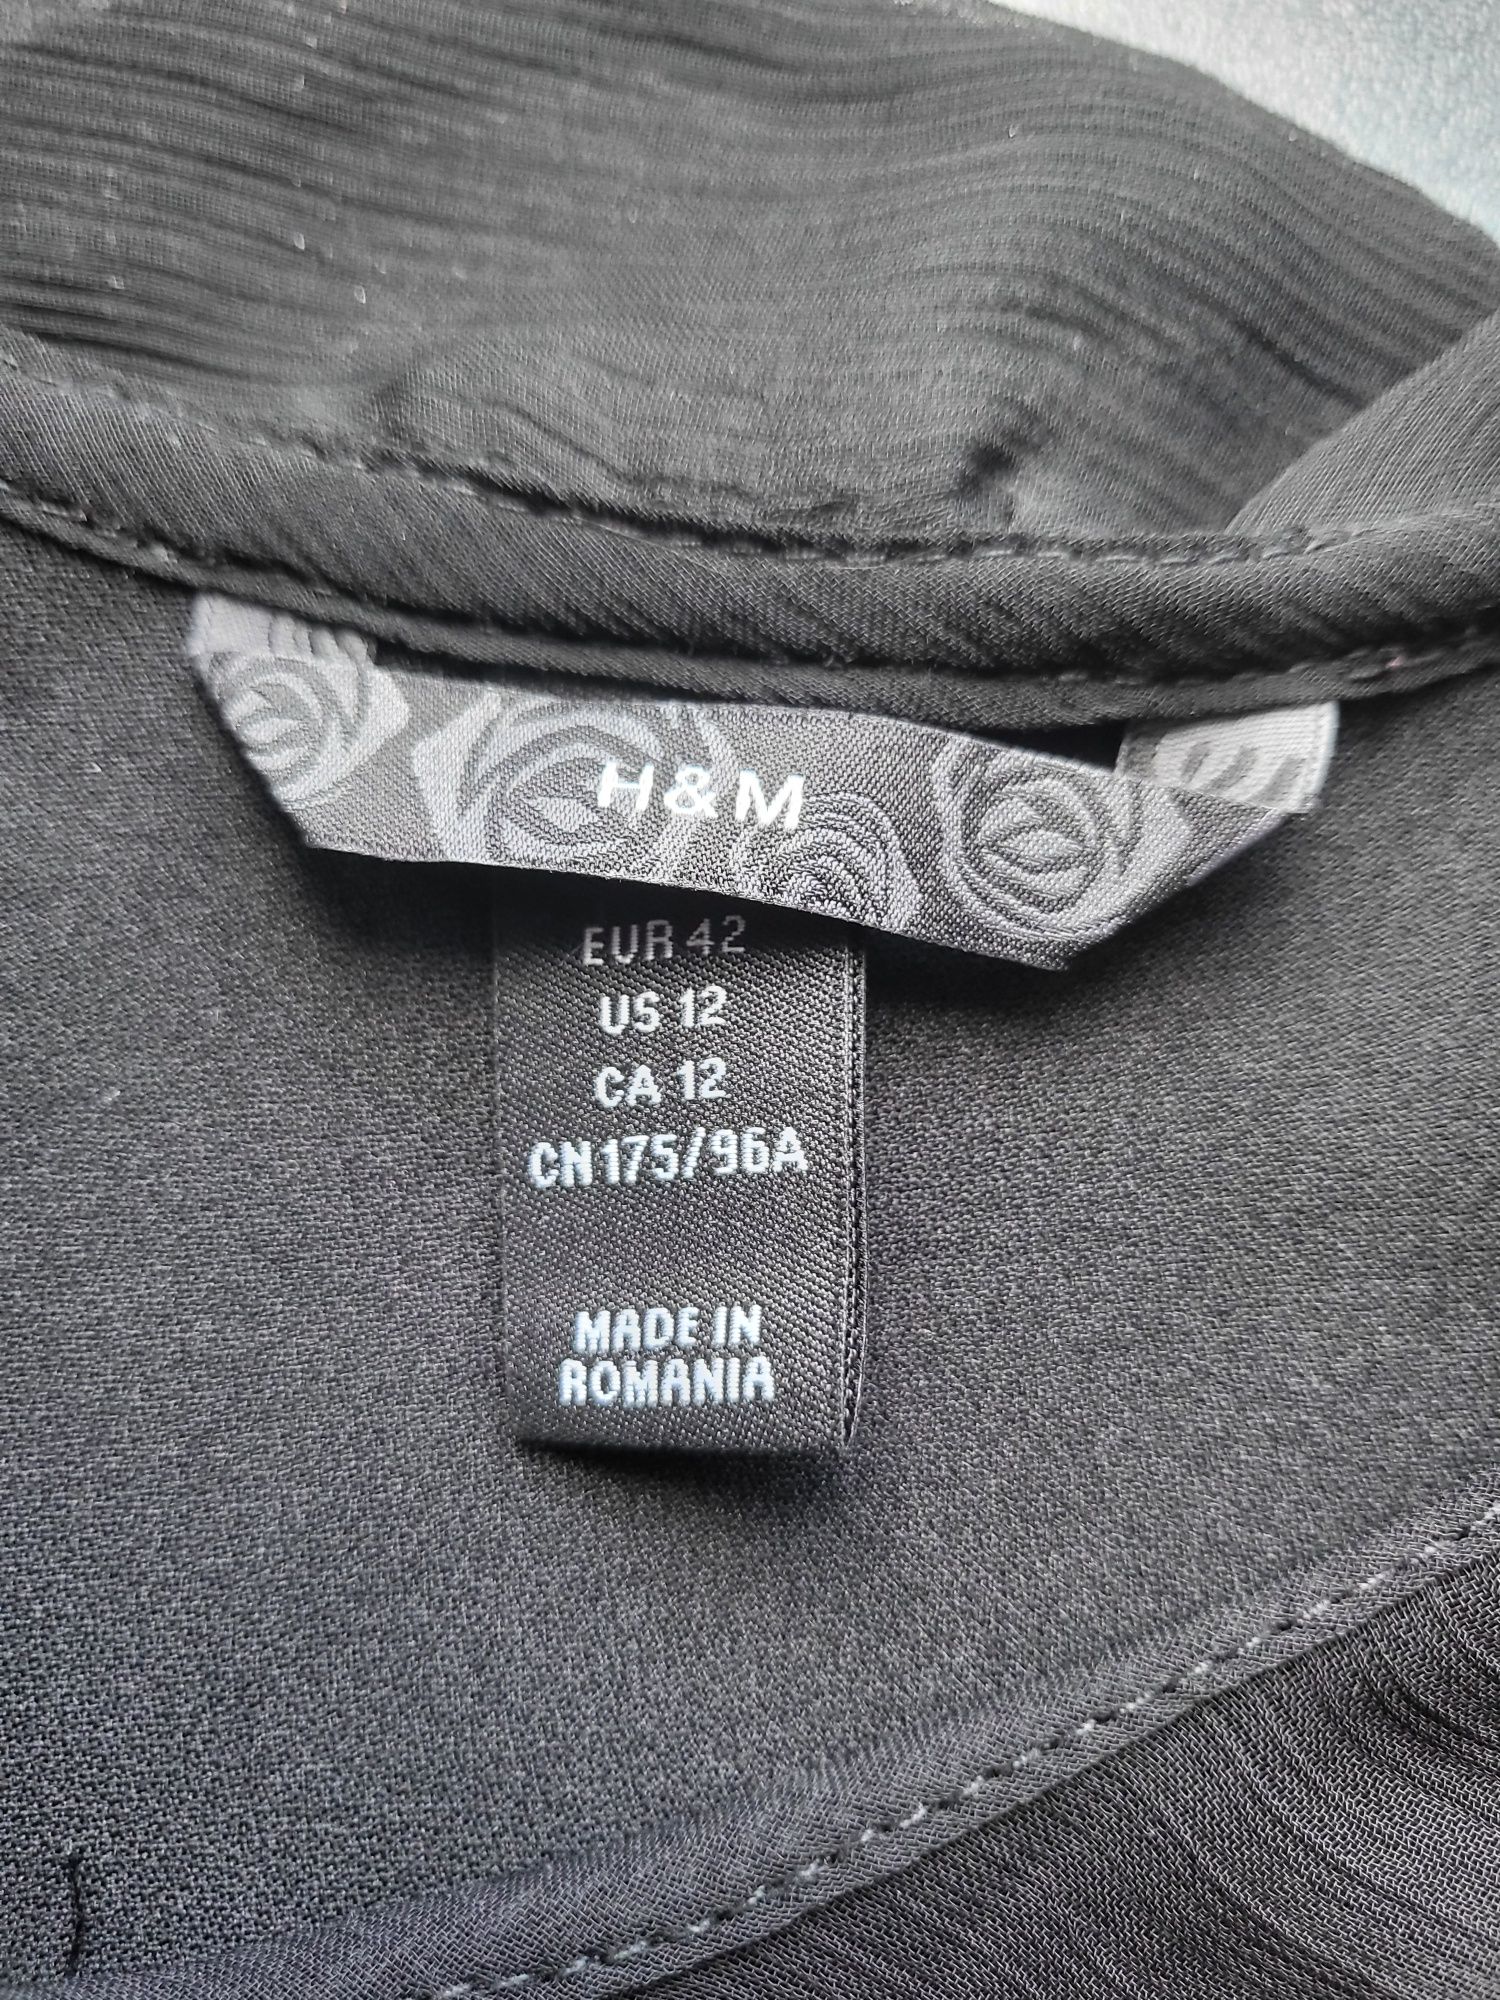 H&M
EUR 42
US 12
CA 12
CN 175/96A
MADE IN
ROMANIA